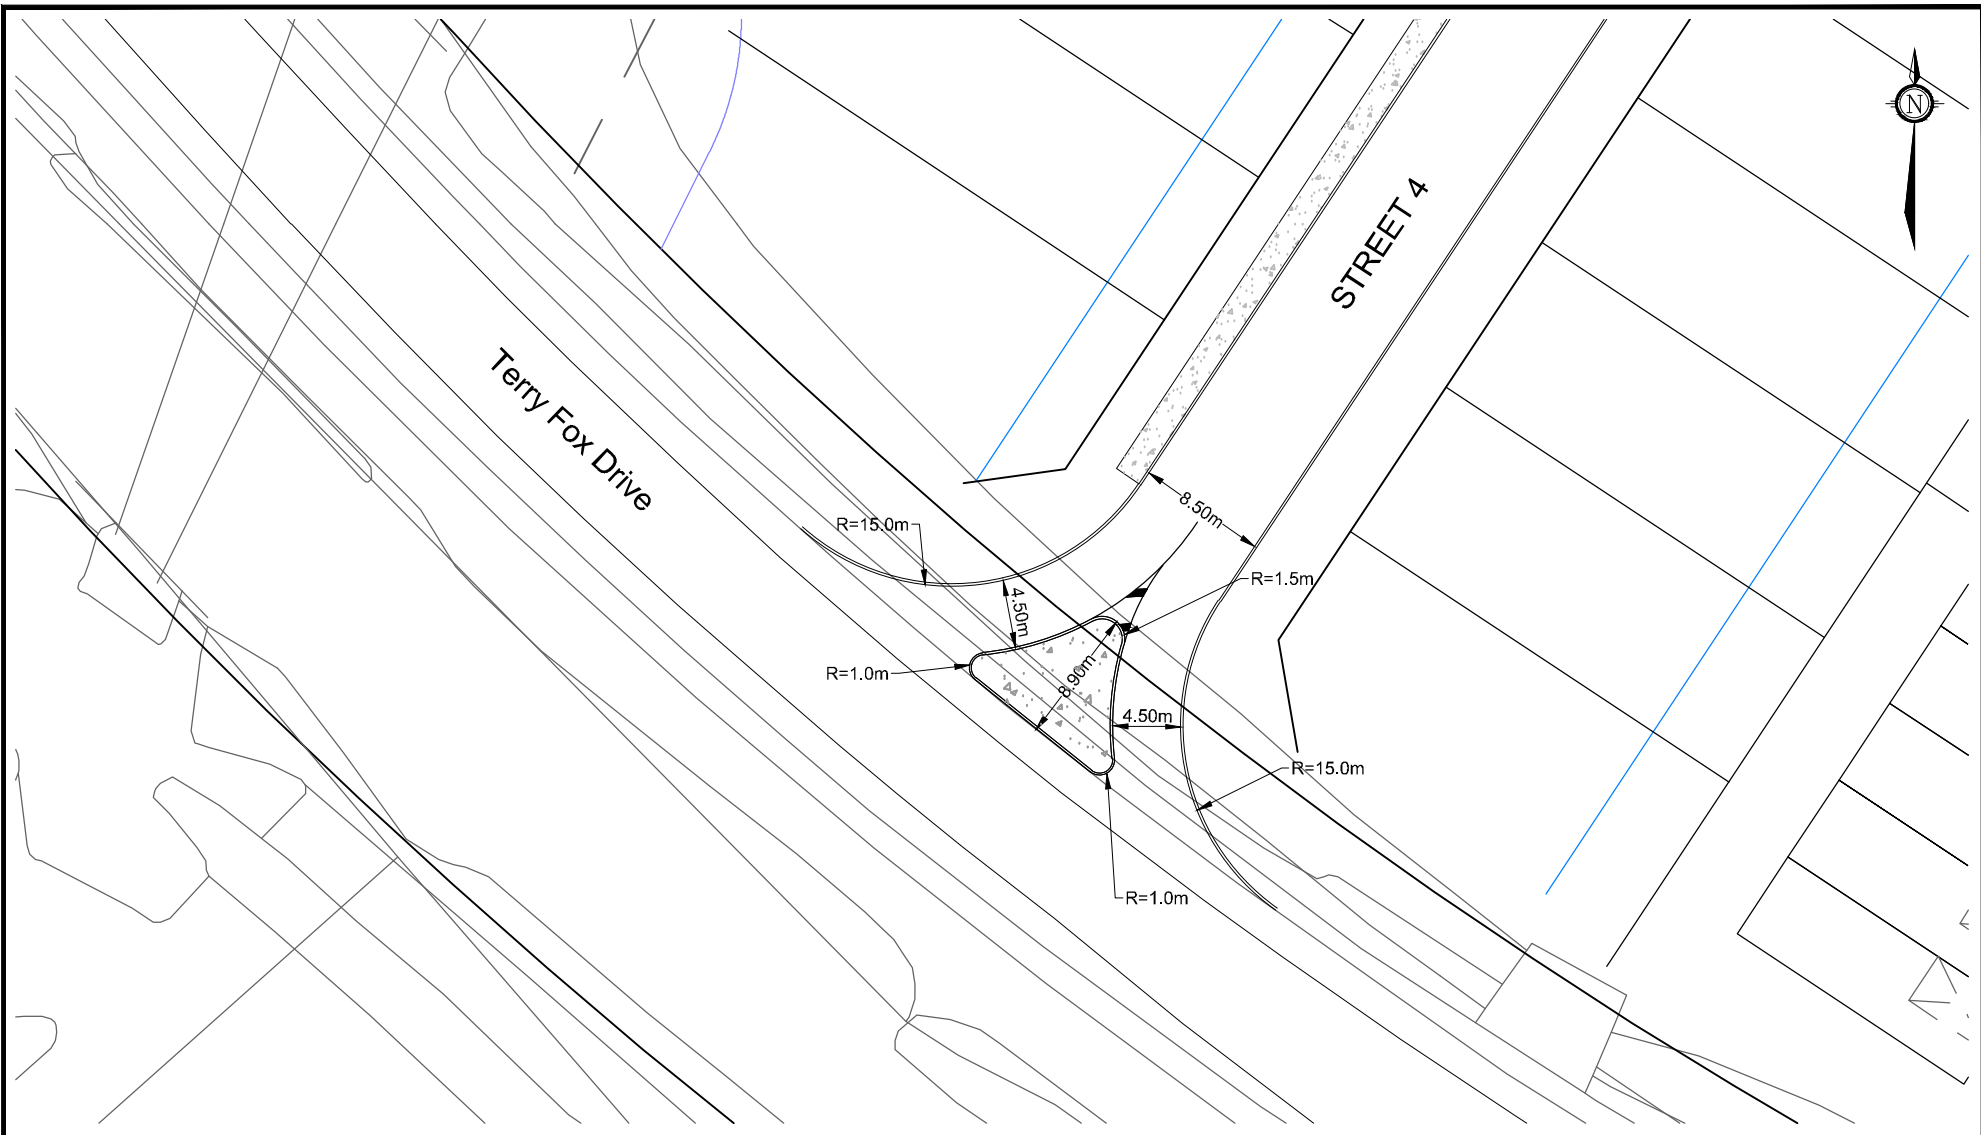 N
STREET 4
Terry Fox Drive
8.50m
R=15.0m
R=1.5m
4.50m
R=1.0m
8.90m
4.50m
R=15.0m
R=1.0m